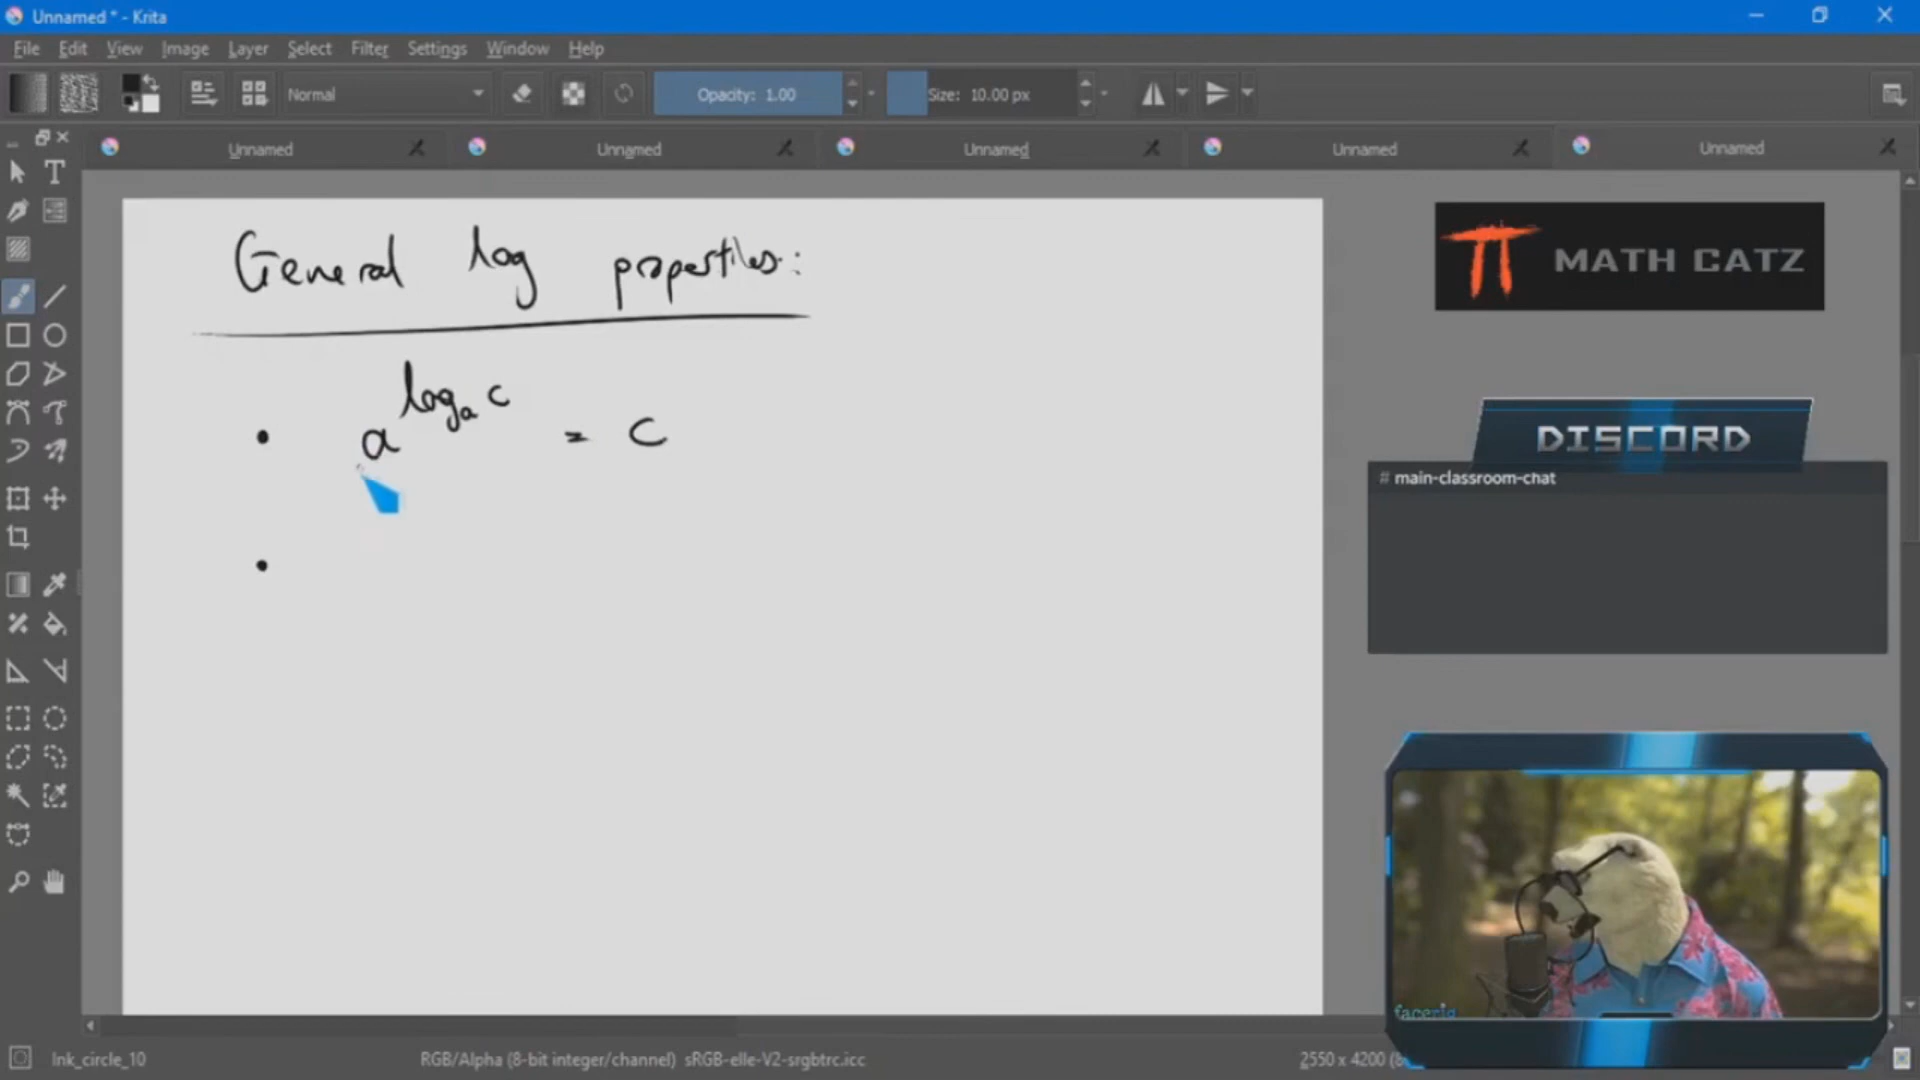 Unnamed * - Krita
File Edit View Image Layer Select Filter Settings Window Help
Normal Opacity: 1.00 Size: 10.00 px
Unnamed Unnamed Unnamed Unnamed Unnamed
General log properties:
a^{log_a c} = c
MATH CATZ
DISCORD
# main-classroom-chat
facerig
Ink_circle_10 RGB/Alpha (8-bit integer/channel) sRGB-elle-V2-srgbtrc.icc 2550 x 4200 (8